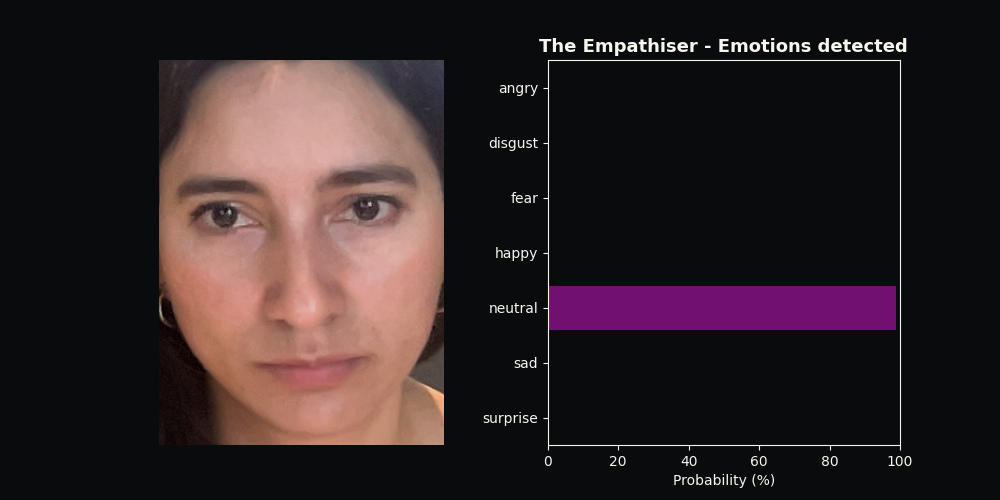 The Empathiser - Emotions detected
angry
disgust
fear
happy
neutral
sad
surprise
0 20 40 60 80 100
Probability (%)